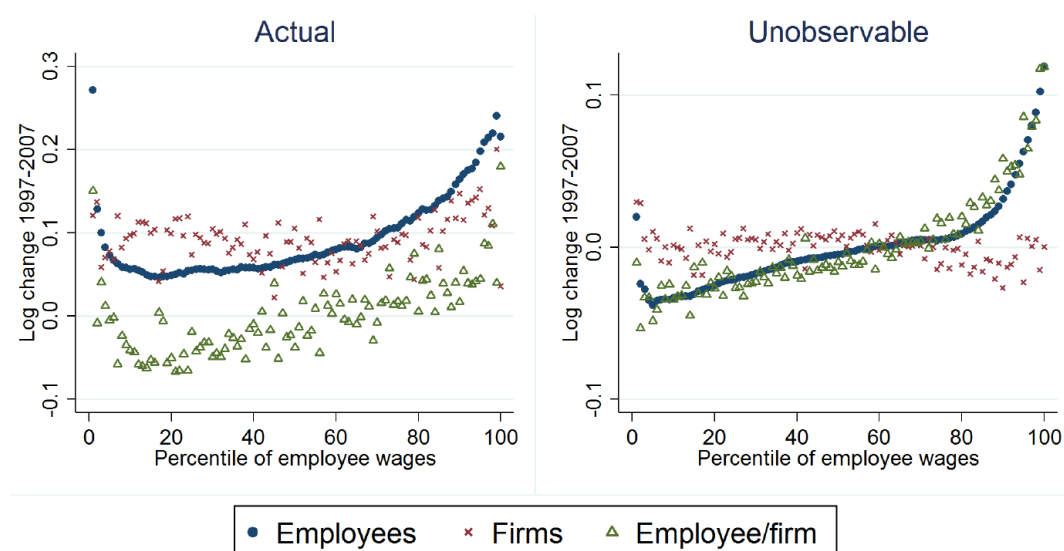 Actual
Unobservable
Log change 1997-2007
0.3
0.2
0.1
0.0
-0.1
0 20 40 60 80 100
Percentile of employee wages
Log change 1997-2007
0.1
0.0
-0.1
0 20 40 60 80 100
Percentile of employee wages
Employees Firms Employee/firm